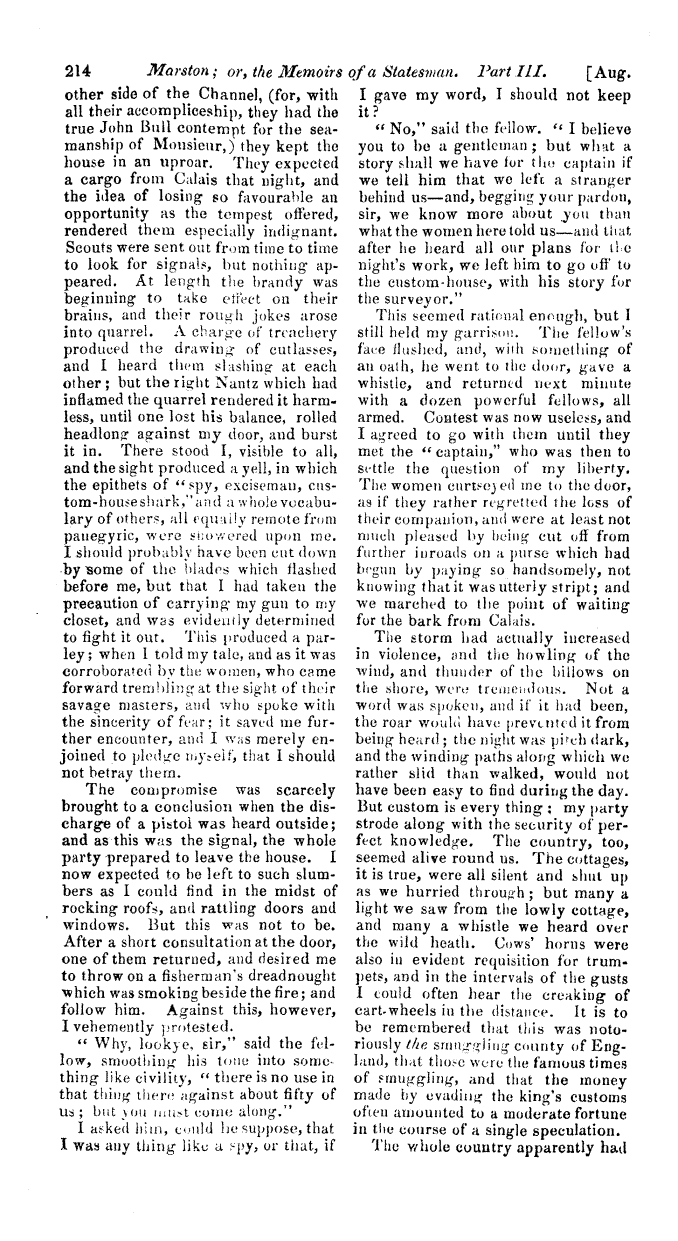 214 Marston; or, the Memoirs of a Statesman. Part III. [Aug.
other side of the Channel, (for, with
all their accompliceship, they had the
true John Bull contempt for the sea-
manship of Monsieur,) they kept the
house in an uproar. They expected
a cargo from Calais that night, and
the idea of losing so favourable an
opportunity as the tempest offered,
rendered them especially indignant.
Scouts were sent out from time to time
to look for signals, but nothing ap-
peared. At length the brandy was
beginning to take effect on their
brains, and their rough jokes arose
into quarrel. A charge of treachery
produced the drawing of cutlasses,
and I heard them slashing at each
other; but the right Nantz which had
inflamed the quarrel rendered it harm-
less, until one lost his balance, rolled
headlong against my door, and burst
it in. There stood I, visible to all,
and the sight produced a yell, in which
the epithets of "spy, exciseman, cus-
tom-house shark," and a whole vocabu-
lary of others, all equally remote from
panegyric, were showered upon me.
I should probably have been cut down
by some of the blades which flashed
before me, but that I had taken the
precaution of carrying my gun to my
closet, and was evidently determined
to fight it out. This produced a par-
ley; when I told my tale, and as it was
corroborated by the women, who came
forward trembling at the sight of their
savage masters, and who spoke with
the sincerity of fear; it saved me fur-
ther encounter, and I was merely en-
joined to pledge myself, that I should
not betray them.
The compromise was scarcely
brought to a conclusion when the dis-
charge of a pistol was heard outside;
and as this was the signal, the whole
party prepared to leave the house. I
now expected to be left to such slum-
bers as I could find in the midst of
rocking roofs, and rattling doors and
windows. But this was not to be.
After a short consultation at the door,
one of them returned, and desired me
to throw on a fisherman's dreadnought
which was smoking beside the fire; and
follow him. Against this, however,
I vehemently protested.
"Why, lookye, sir," said the fel-
low, smoothing his tone into some-
thing like civility, "there is no use in
that thing there against about fifty of
us; but you must come along."
I asked him, could he suppose, that
I was any thing like a spy, or that, if
I gave my word, I should not keep
it?
"No," said the fellow. "I believe
you to be a gentleman; but what a
story shall we have for the captain if
we tell him that we left a stranger
behind us—and, begging your pardon,
sir, we know more about you than
what the women here told us—and that
after he heard all our plans for the
night's work, we left him to go off to
the custom-house, with his story for
the surveyor."
This seemed rational enough, but I
still held my garrison. The fellow's
face flushed, and, with something of
an oath, he went to the door, gave a
whistle, and returned next minute
with a dozen powerful fellows, all
armed. Contest was now useless, and
I agreed to go with them until they
met the "captain," who was then to
settle the question of my liberty.
The women curtseyed me to the door,
as if they rather regretted the loss of
their companion, and were at least not
much pleased by being cut off from
further inroads on a purse which had
begun by paying so handsomely, not
knowing that it was utterly stript; and
we marched to the point of waiting
for the bark from Calais.
The storm had actually increased
in violence, and the howling of the
wind, and thunder of the billows on
the shore, were tremendous. Not a
word was spoken, and if it had been,
the roar would have prevented it from
being heard; the night was pitch dark,
and the winding paths along which we
rather slid than walked, would not
have been easy to find during the day.
But custom is every thing; my party
strode along with the security of per-
fect knowledge. The country, too,
seemed alive round us. The cottages,
it is true, were all silent and shut up
as we hurried through; but many a
light we saw from the lowly cottage,
and many a whistle we heard over
the wild heath. Cows' horns were
also in evident requisition for trum-
pets, and in the intervals of the gusts
I could often hear the creaking of
cart-wheels in the distance. It is to
be remembered that this was noto-
riously the smuggling county of Eng-
land, that those were the famous times
of smuggling, and that the money
made by evading the king's customs
often amounted to a moderate fortune
in the course of a single speculation.
The whole country apparently had